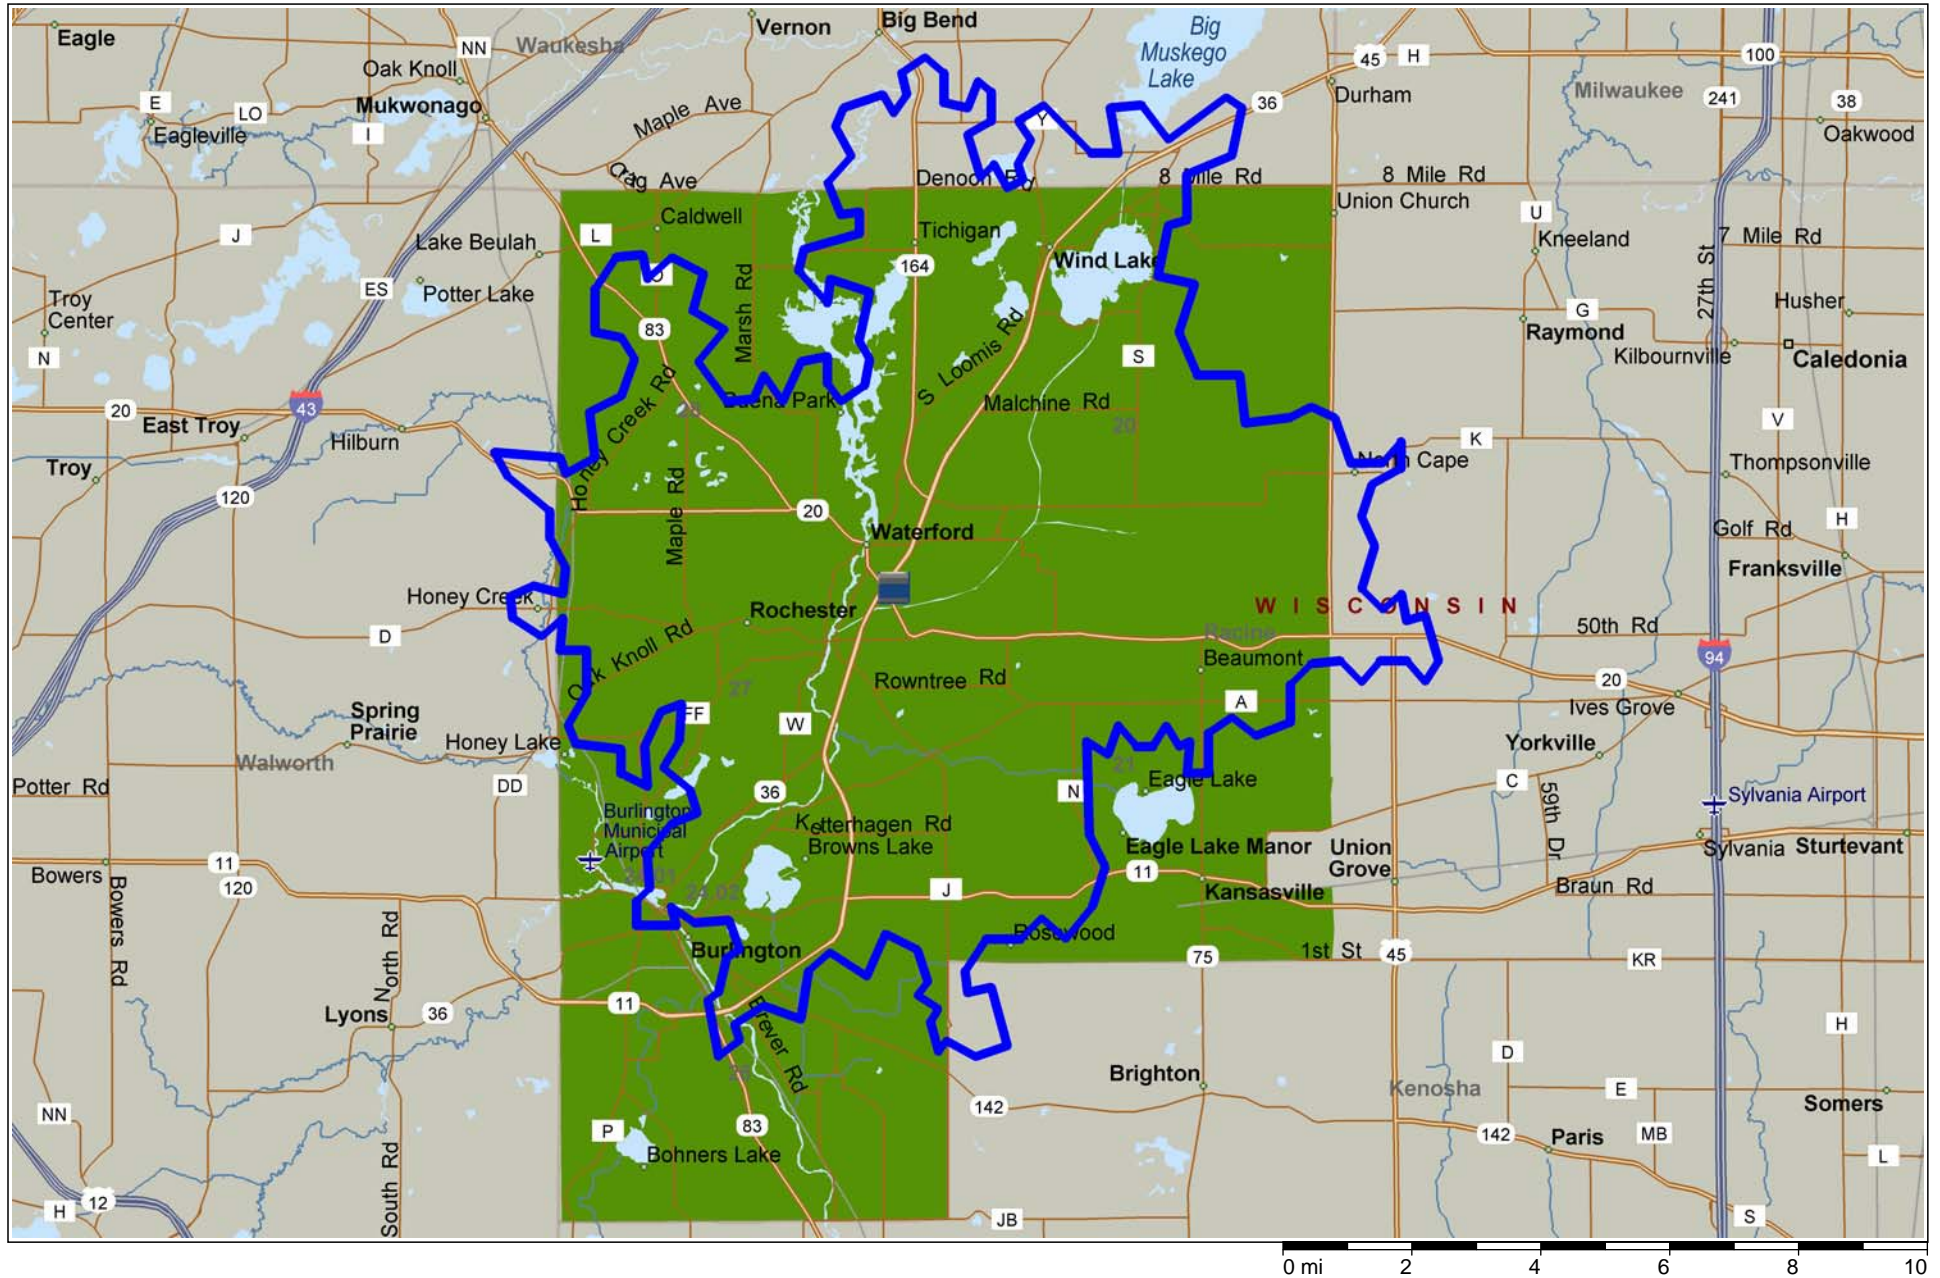 Eagle
NN
Waukesha
Vernon
Big Bend
Big
Muskego
Lake
45
H
100
Oak Knoll
Mukwonago
E
LO
I
Eagleville
Maple Ave
Y
36
Durham
Milwaukee
241
38
Oakwood
Craig Ave
Denoon Rd
8 Mile Rd
8 Mile Rd
Union Church
U
Caldwell
L
J
Lake Beulah
Tichigan
164
Wind Lake
Kneeland
7 Mile Rd
27th St
ES
Potter Lake
Troy
Center
N
Marsh Rd
83
S Loomis Rd
S
G
Raymond
Husher
Kilbournville
Caledonia
20
43
East Troy
Hilburn
Troy
120
Honey Creek Rd
Buena Park
Malchine Rd
20
V
K
North Cape
Thompsonville
Maple Rd
20
Waterford
H
Golf Rd
Franksville
Honey Creek
D
Rochester
WISCONSIN
Racine
50th Rd
94
Oak Knoll Rd
27
Rowntree Rd
Beaumont
20
Ives Grove
A
FF
W
Spring
Prairie
Honey Lake
Walworth
Yorkville
21
Potter Rd
DD
36
N
Eagle Lake
C
59th Dr
Sylvania Airport
Burlington
Municipal
Airport
Ketterhagen Rd
Browns Lake
Eagle Lake Manor
Union
Grove
Sylvania
Sturtevant
11
120
Bowers
Bowers Rd
24.02
J
11
Kansasville
Braun Rd
North Rd
Burlington
Rosewood
75
1st St
45
KR
Lyons
36
11
Brever Rd
H
D
Brighton
Kenosha
E
Somers
NN
142
P
83
142
Paris
MB
Bohners Lake
L
South Rd
12
H
JB
S
0 mi 2 4 6 8 10